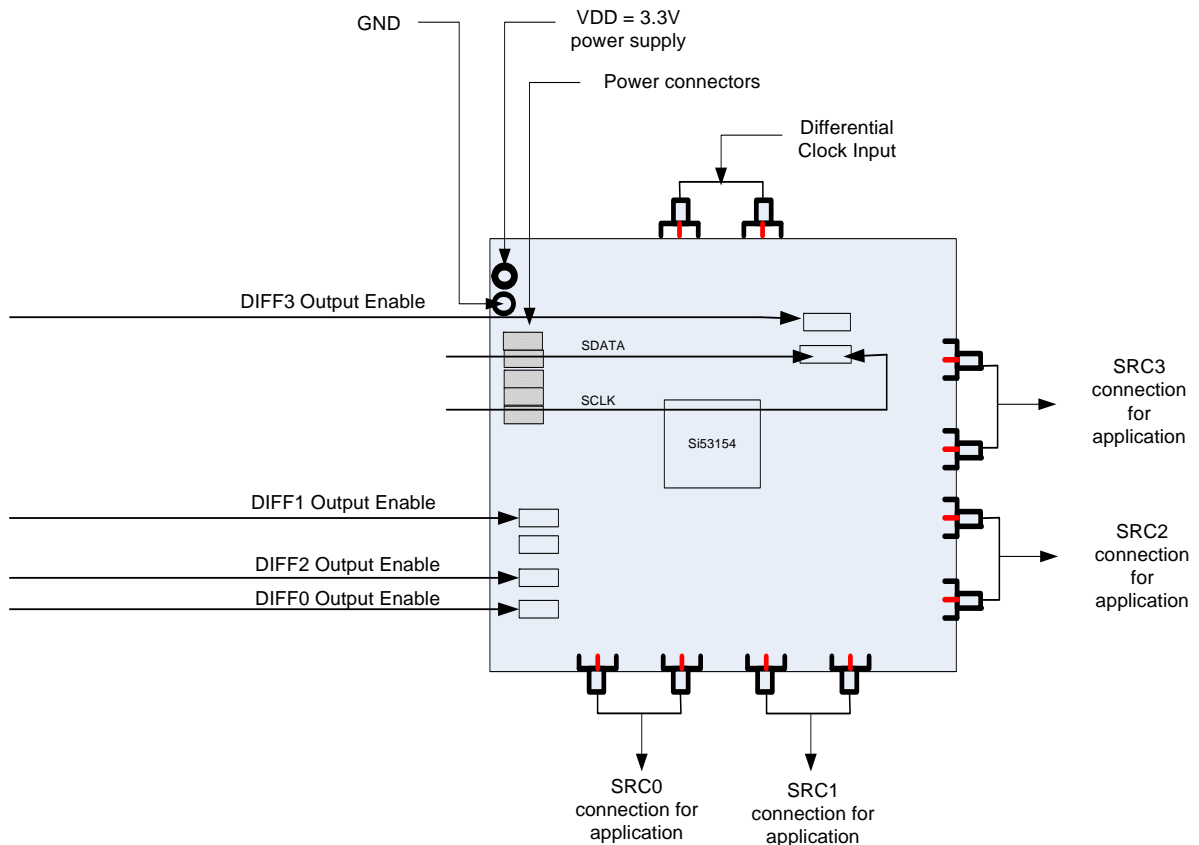 GND
VDD = 3.3V
power supply
Power connectors
Differential
Clock Input
DIFF3 Output Enable
SDATA
SCLK
Si53154
SRC3
connection
for
application
DIFF1 Output Enable
SRC2
connection
for
application
DIFF2 Output Enable
DIFF0 Output Enable
SRC0
connection for
application
SRC1
connection for
application